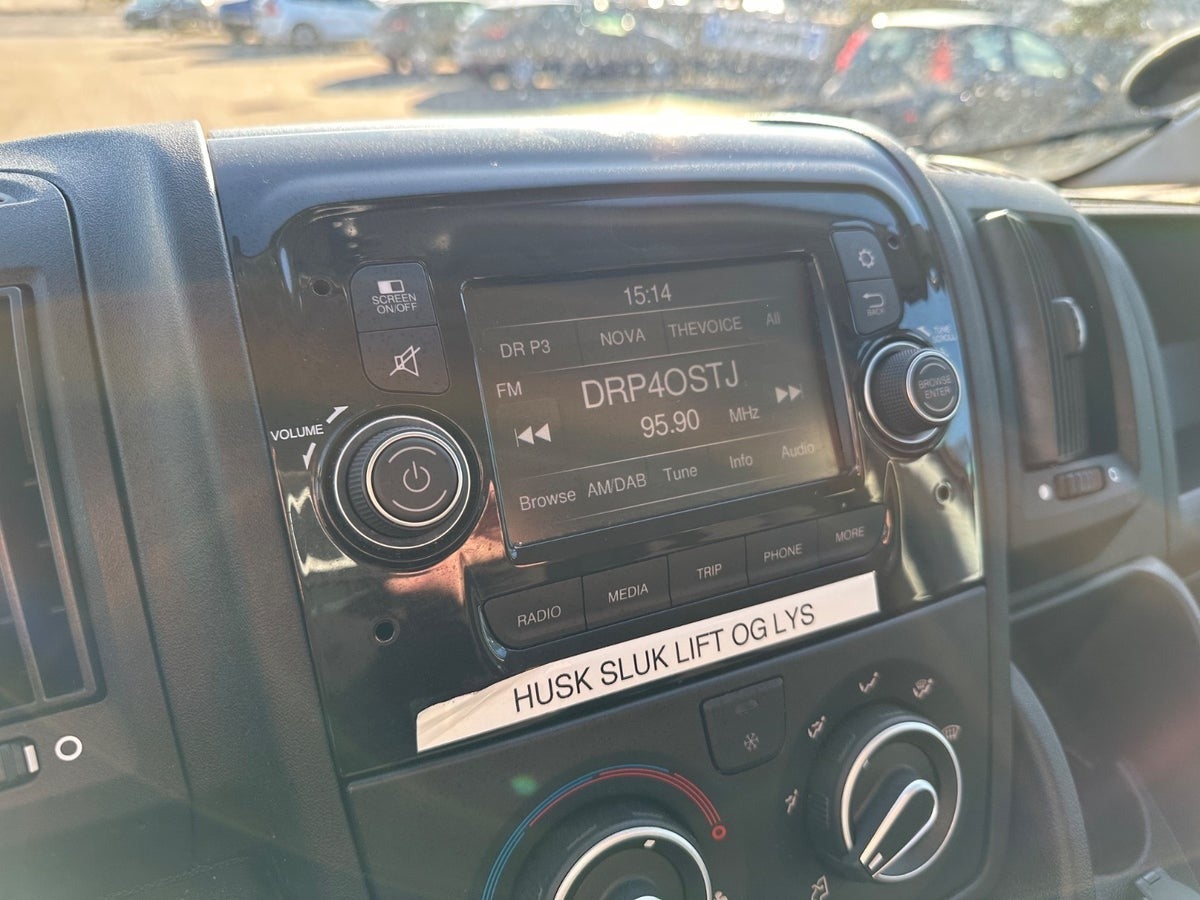 SCREEN
ON/OFF
15:14
BACK
DR P3 NOVA THEVOICE All
TUNE
SCROLL
FM DRP4OSTJ
95.90 MHz
BROWSE
ENTER
VOLUME
Browse AM/DAB Tune Info Audio
RADIO MEDIA TRIP PHONE MORE
HUSK SLUK LIFT OG LYS